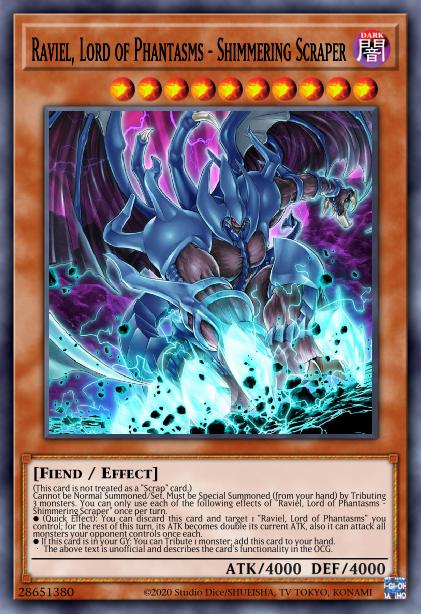 RAVIEL, LORD OF PHANTASMS - SHIMMERING SCRAPER
DARK
闇
[FIEND / EFFECT]
(This card is not treated as a "Scrap" card.)
Cannot be Normal Summoned/Set. Must be Special Summoned (from your hand) by Tributing
3 monsters. You can only use each of the following effects of "Raviel, Lord of Phantasms -
Shimmering Scraper" once per turn.
● (Quick Effect): You can discard this card and target 1 "Raviel, Lord of Phantasms" you
control; for the rest of this turn, its ATK becomes double its current ATK, also it can attack all
monsters your opponent controls once each.
● If this card is in your GY: You can Tribute 1 monster; add this card to your hand.
· The above text is unofficial and describes the card's functionality in the OCG.
ATK/4000 DEF/4000
28651380
©2020 Studio Dice/SHUEISHA, TV TOKYO, KONAMI